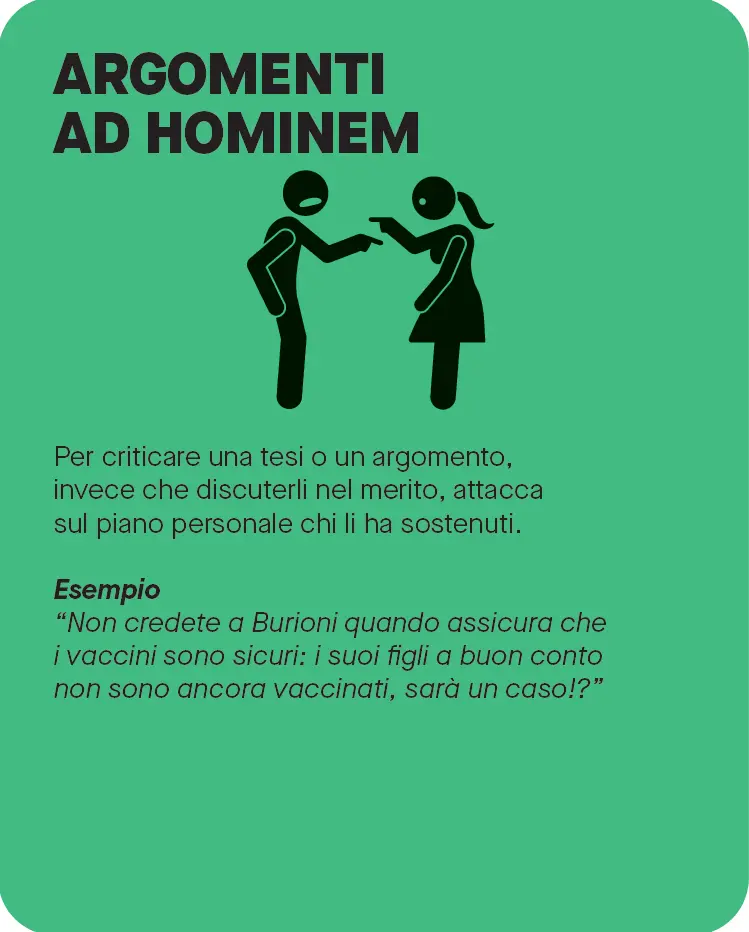 ARGOMENTI
AD HOMINEM
Per criticare una tesi o un argomento,
invece che discuterli nel merito, attacca
sul piano personale chi li ha sostenuti.
Esempio
“Non credete a Burioni quando assicura che
i vaccini sono sicuri: i suoi figli a buon conto
non sono ancora vaccinati, sarà un caso!?”